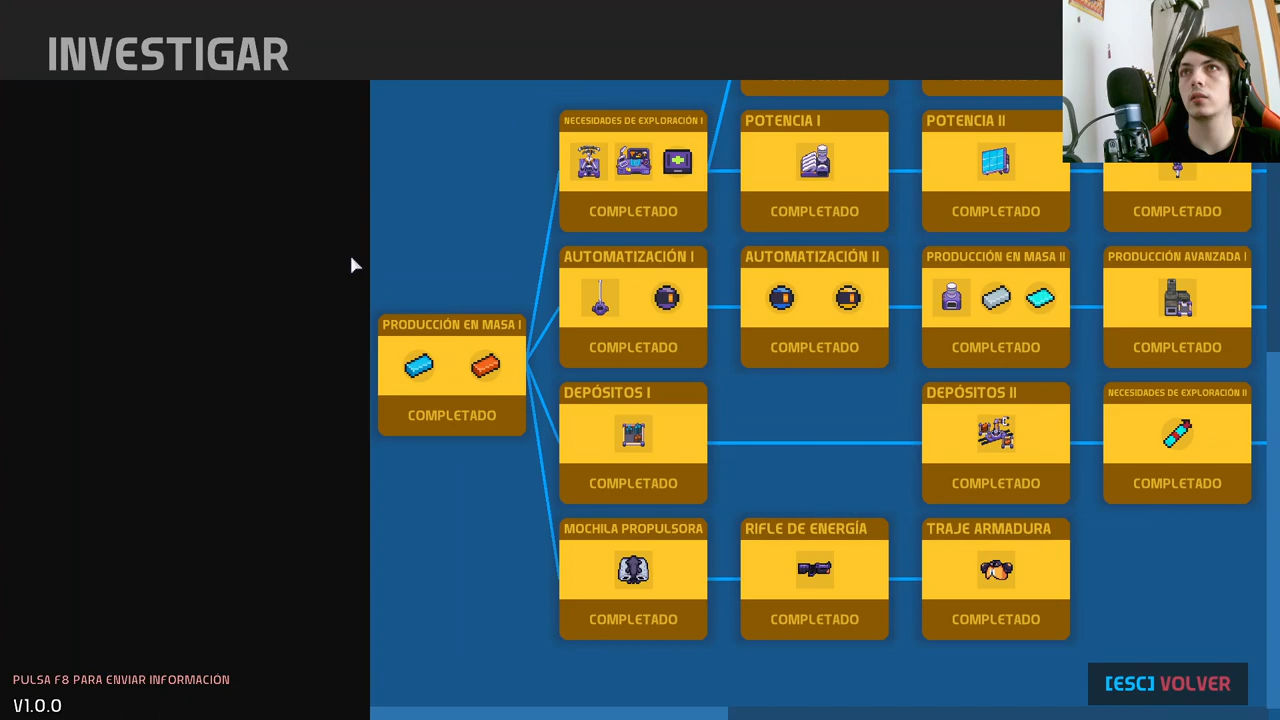 INVESTIGAR
NECESIDADES DE EXPLORACIÓN I
COMPLETADO
POTENCIA I
COMPLETADO
POTENCIA II
COMPLETADO
COMPLETADO
AUTOMATIZACIÓN I
COMPLETADO
AUTOMATIZACIÓN II
COMPLETADO
PRODUCCIÓN EN MASA II
COMPLETADO
PRODUCCIÓN AVANZADA I
COMPLETADO
PRODUCCIÓN EN MASA I
COMPLETADO
DEPÓSITOS I
COMPLETADO
DEPÓSITOS II
COMPLETADO
NECESIDADES DE EXPLORACIÓN II
COMPLETADO
MOCHILA PROPULSORA
COMPLETADO
RIFLE DE ENERGÍA
COMPLETADO
TRAJE ARMADURA
COMPLETADO
PULSA F8 PARA ENVIAR INFORMACIÓN
V1.0.0
[ESC] VOLVER